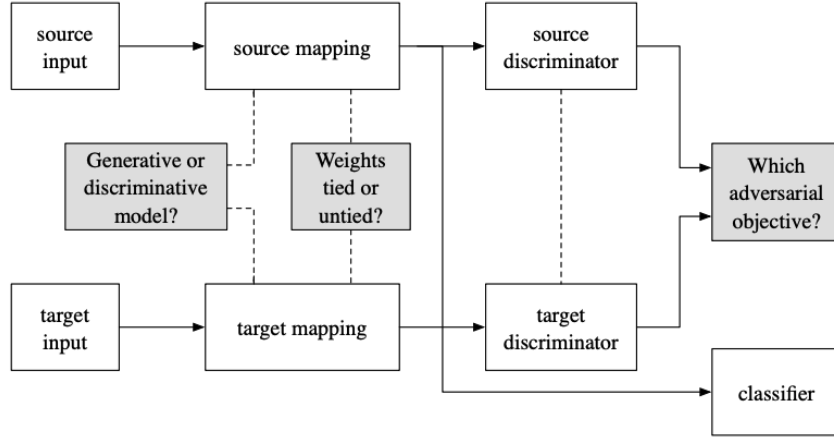 source
input
source mapping
source
discriminator
Generative or
discriminative
model?
Weights
tied or
untied?
Which
adversarial
objective?
target
input
target mapping
target
discriminator
classifier